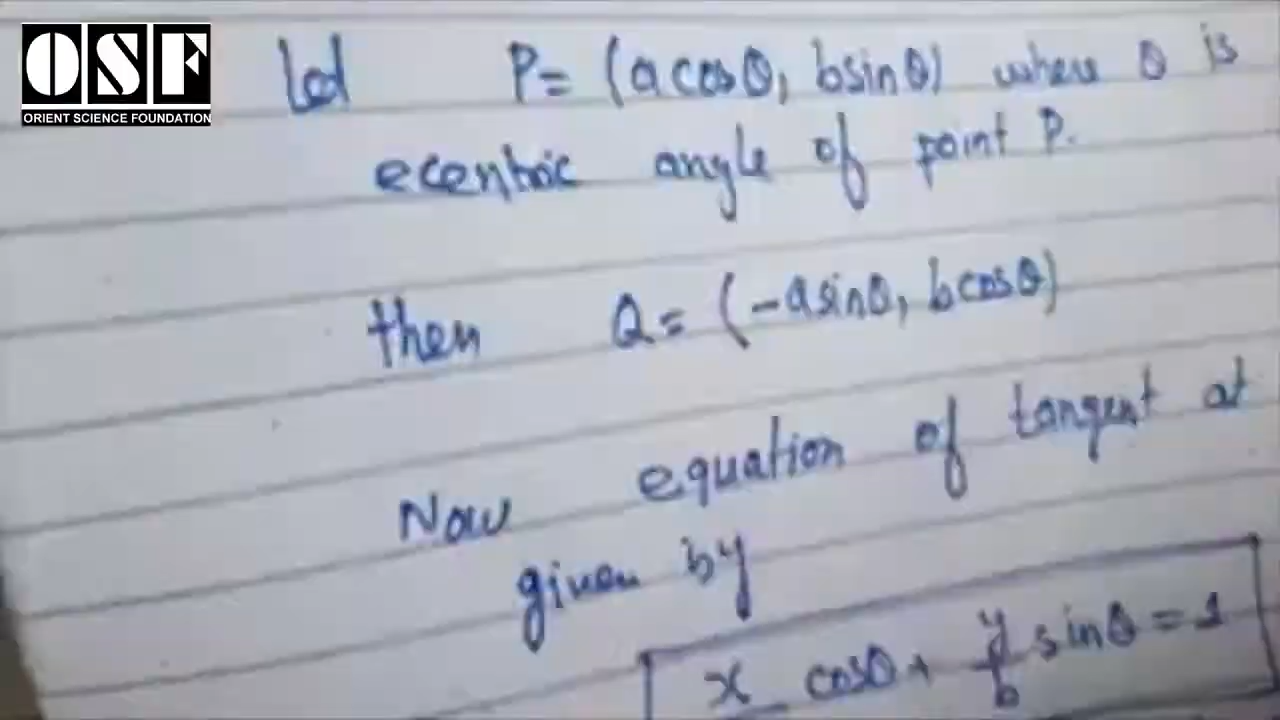 OSF
ORIENT SCIENCE FOUNDATION
Let P = (a cosθ, b sinθ) where θ is
ecentric angle of point P.
then Q = (-a sinθ, b cosθ)
Now equation of tangent at
given by
x cosθ + y/b sinθ = 1